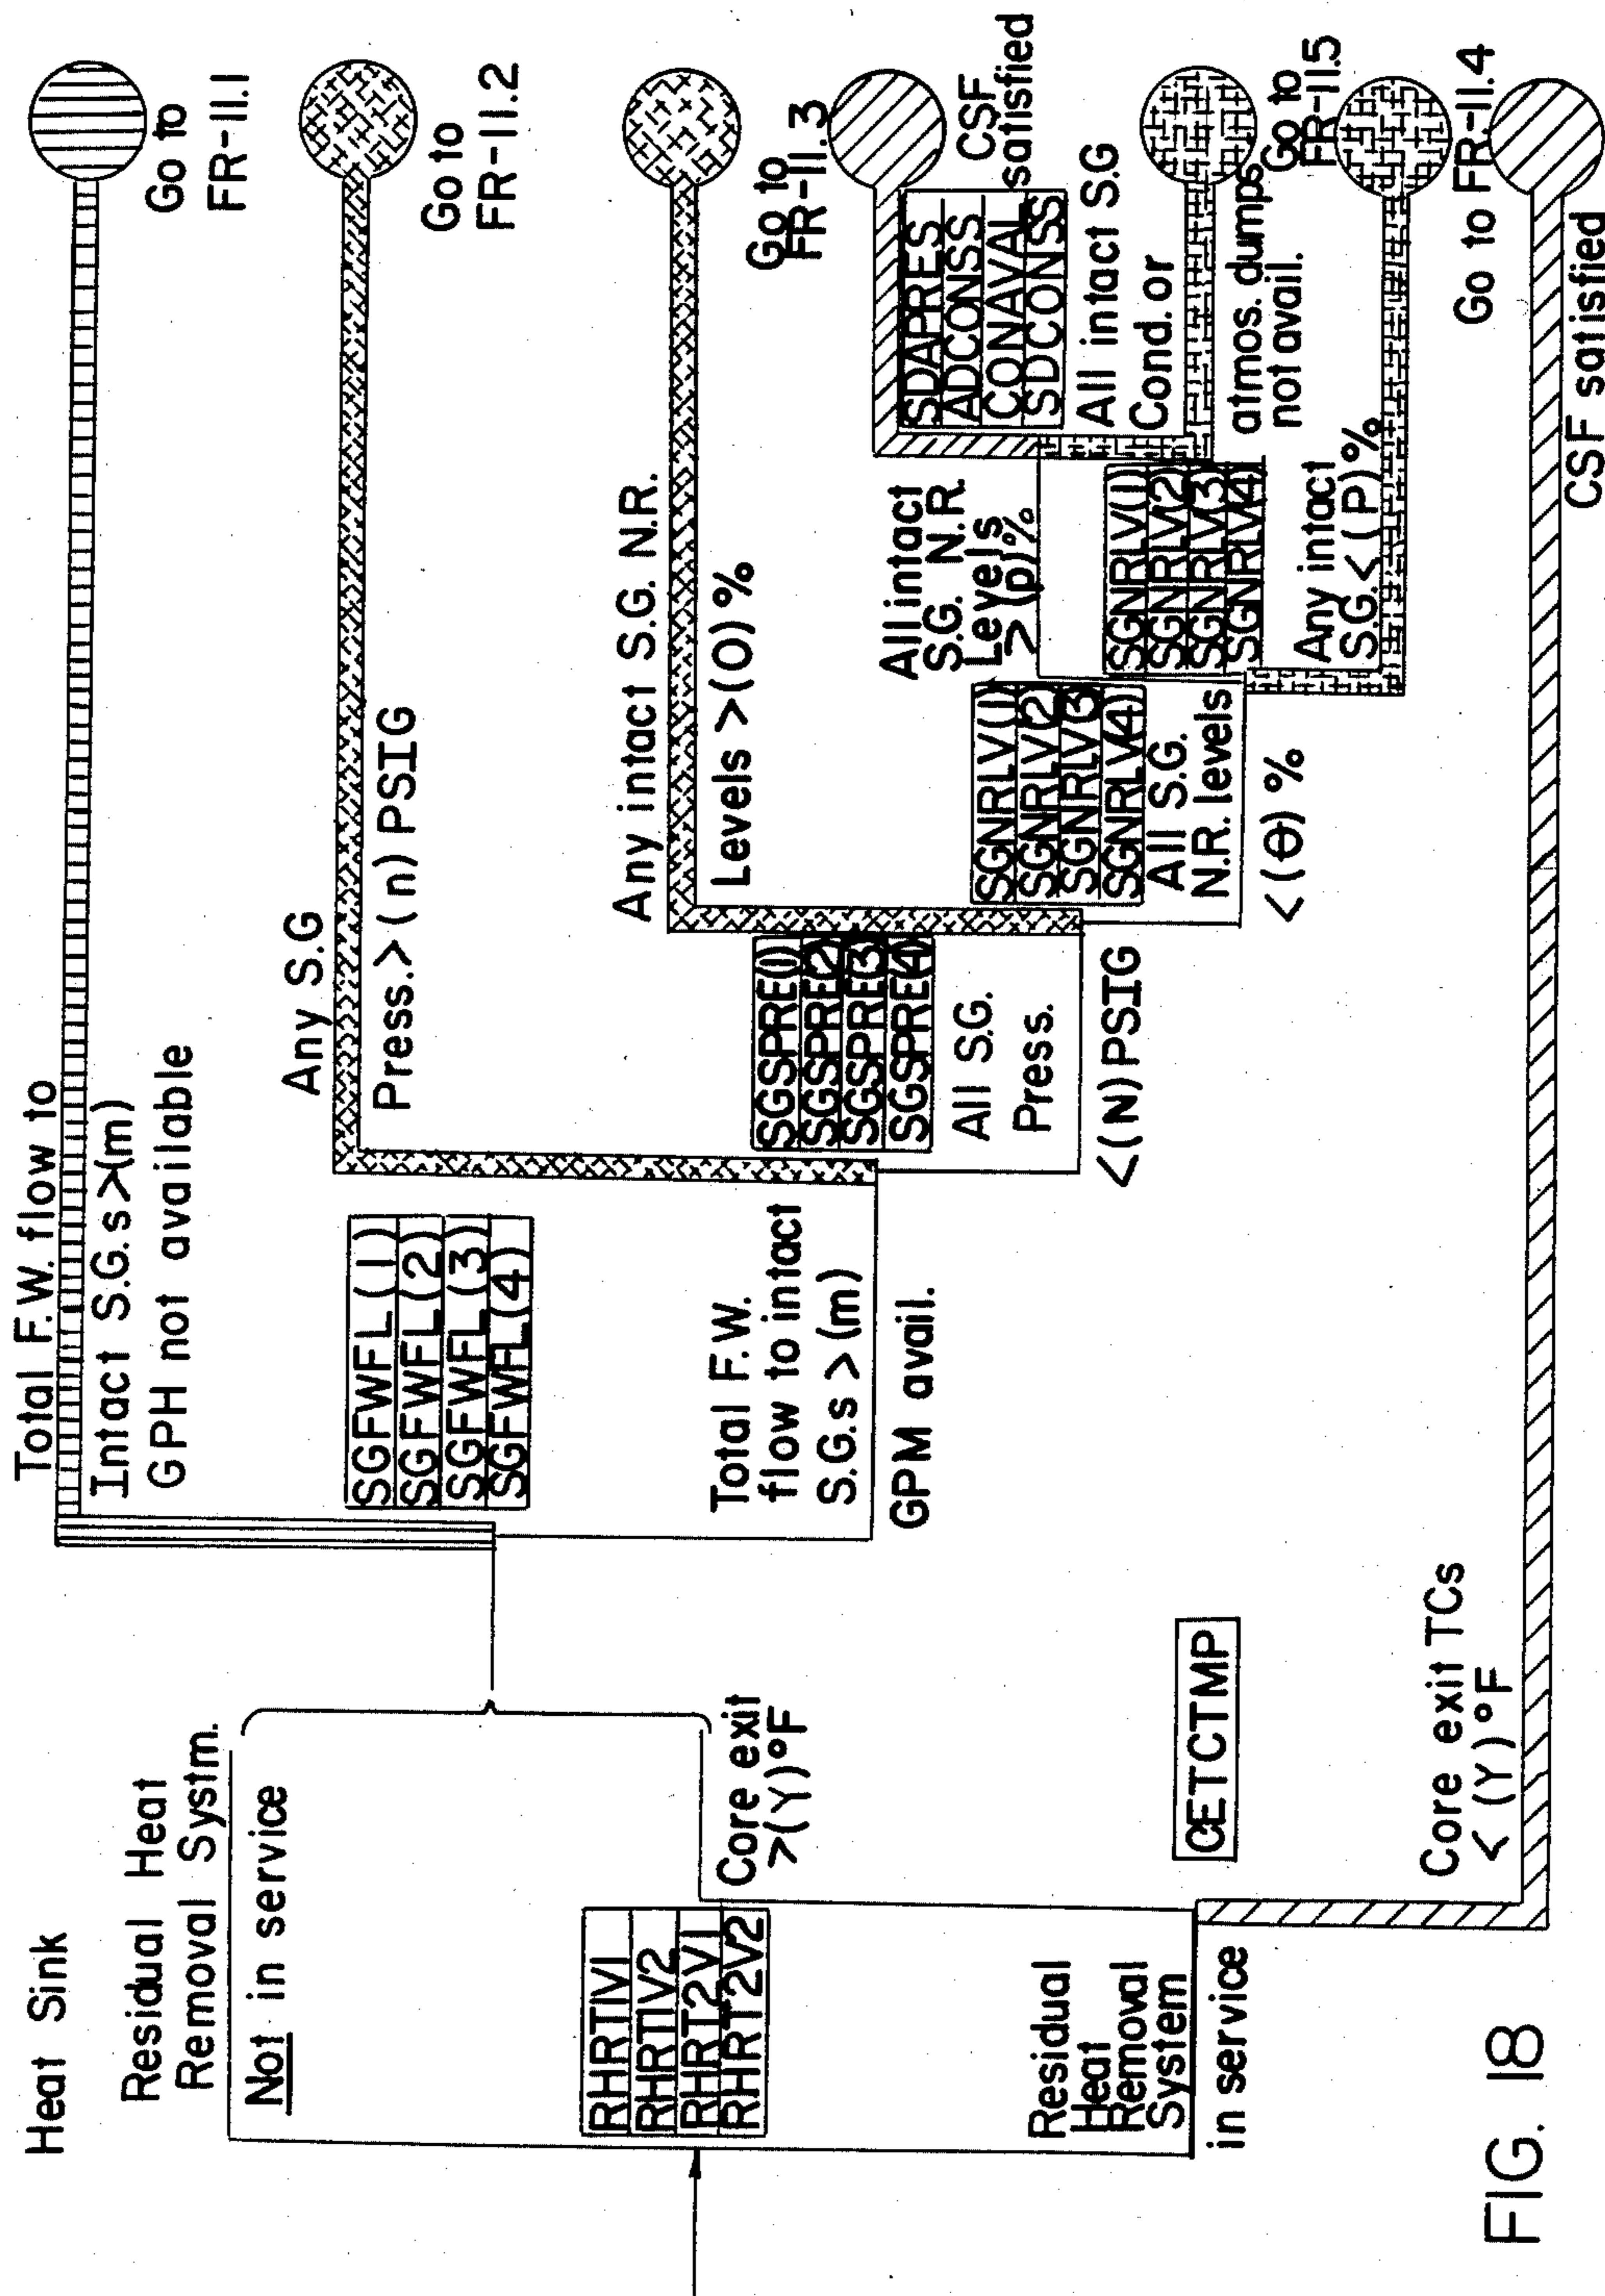 Heat Sink
Residual Heat
Removal Systm.
Not in service
RHRT1V1
RHRT1V2
RHRT2V1
RHRT2V2
Residual
Heat
Removal
System
in service
Core exit
>(Y)°F
CETCTMP
Core exit TCs
< (Y)°F
Total F.W. flow to
Intact S.G.s>(m)
GPH not available
SGFWFL(1)
SGFWFL(2)
SGFWFL(3)
SGFWFL(4)
Total F.W.
flow to intact
S.G.s > (m)
GPM avail.
Any S.G
Press.> (n) PSIG
SGSPRE(1)
SGSPRE(2)
SGSPRE(3)
SGSPRE(4)
All S.G.
Press.
<(N)PSIG
Any intact S.G. N.R.
Levels >(O) %
SGNRLV(1)
SGNRLV(2)
SGNRLV(3
SGNRLV(4)
All S.G.
N.R. levels
<(θ) %
All intact
S.G. N.R.
Levels
>(p)%
SGNRLV(1)
SGNRLV(2)
SGNRLV(3)
SGNRLV(4)
Any intact
S.G.<(P)%
SDAPRES
ADCONSS
CONAVAL
SDCONSS
All intact S.G
Cond. or
atmos. dumps
not avail.
Go to
FR-11.1
Go to
FR-11.2
Go to
FR-11.3
CSF
satisfied
Go to
FR-11.5
Go to FR-11.4
CSF satisfied
FIG. 18